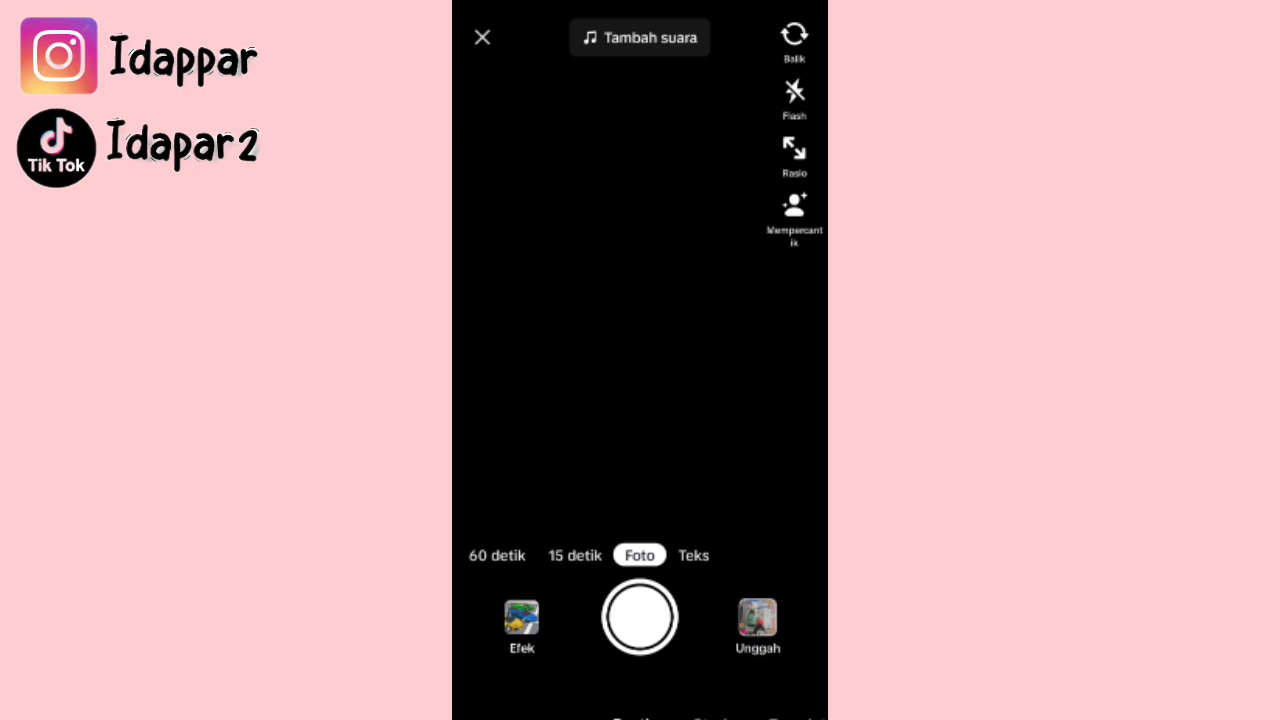 Idappar
Tik Tok
Idapar2
Tambah suara
Balik
Flash
Rasio
Mempercant
ik
60 detik
15 detik
Foto
Teks
Efek
Unggah